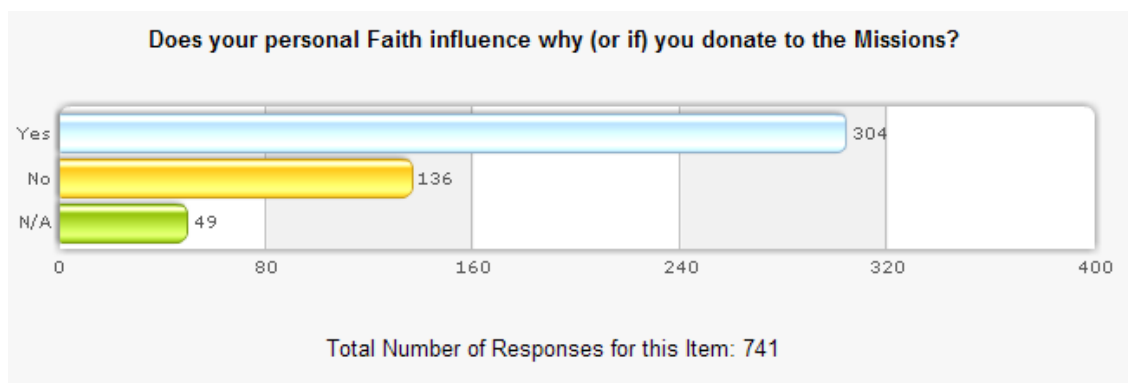 Does your personal Faith influence why (or if) you donate to the Missions?
Yes 304
No 136
N/A 49
0 80 160 240 320 400
Total Number of Responses for this Item: 741